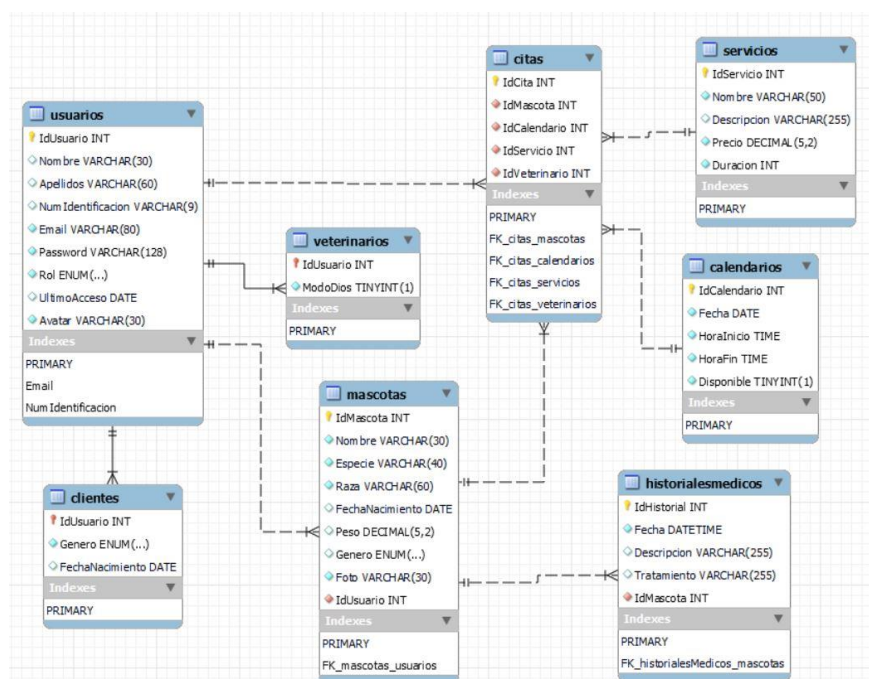 usuarios
IdUsuario INT
Nombre VARCHAR(30)
Apellidos VARCHAR(60)
NumIdentificacion VARCHAR(9)
Email VARCHAR(80)
Password VARCHAR(128)
Rol ENUM(...)
UltimoAcceso DATE
Avatar VARCHAR(30)
Indexes
PRIMARY
Email
NumIdentificacion
veterinarios
IdUsuario INT
ModoDios TINYINT(1)
Indexes
PRIMARY
citas
IdCita INT
IdMascota INT
IdCalendario INT
IdServicio INT
IdVeterinario INT
Indexes
PRIMARY
FK_citas_mascotas
FK_citas_calendarios
FK_citas_servicios
FK_citas_veterinarios
servicios
IdServicio INT
Nombre VARCHAR(50)
Descripcion VARCHAR(255)
Precio DECIMAL(5,2)
Duracion INT
Indexes
PRIMARY
calendarios
IdCalendario INT
Fecha DATE
HoraInicio TIME
HoraFin TIME
Disponible TINYINT(1)
Indexes
PRIMARY
clientes
IdUsuario INT
Genero ENUM(...)
FechaNacimiento DATE
Indexes
PRIMARY
mascotas
IdMascota INT
Nombre VARCHAR(30)
Especie VARCHAR(40)
Raza VARCHAR(60)
FechaNacimiento DATE
Peso DECIMAL(5,2)
Genero ENUM(...)
Foto VARCHAR(30)
IdUsuario INT
Indexes
PRIMARY
FK_mascotas_usuarios
historialesmedicos
IdHistorial INT
Fecha DATETIME
Descripcion VARCHAR(255)
Tratamiento VARCHAR(255)
IdMascota INT
Indexes
PRIMARY
FK_historialesMedicos_mascotas